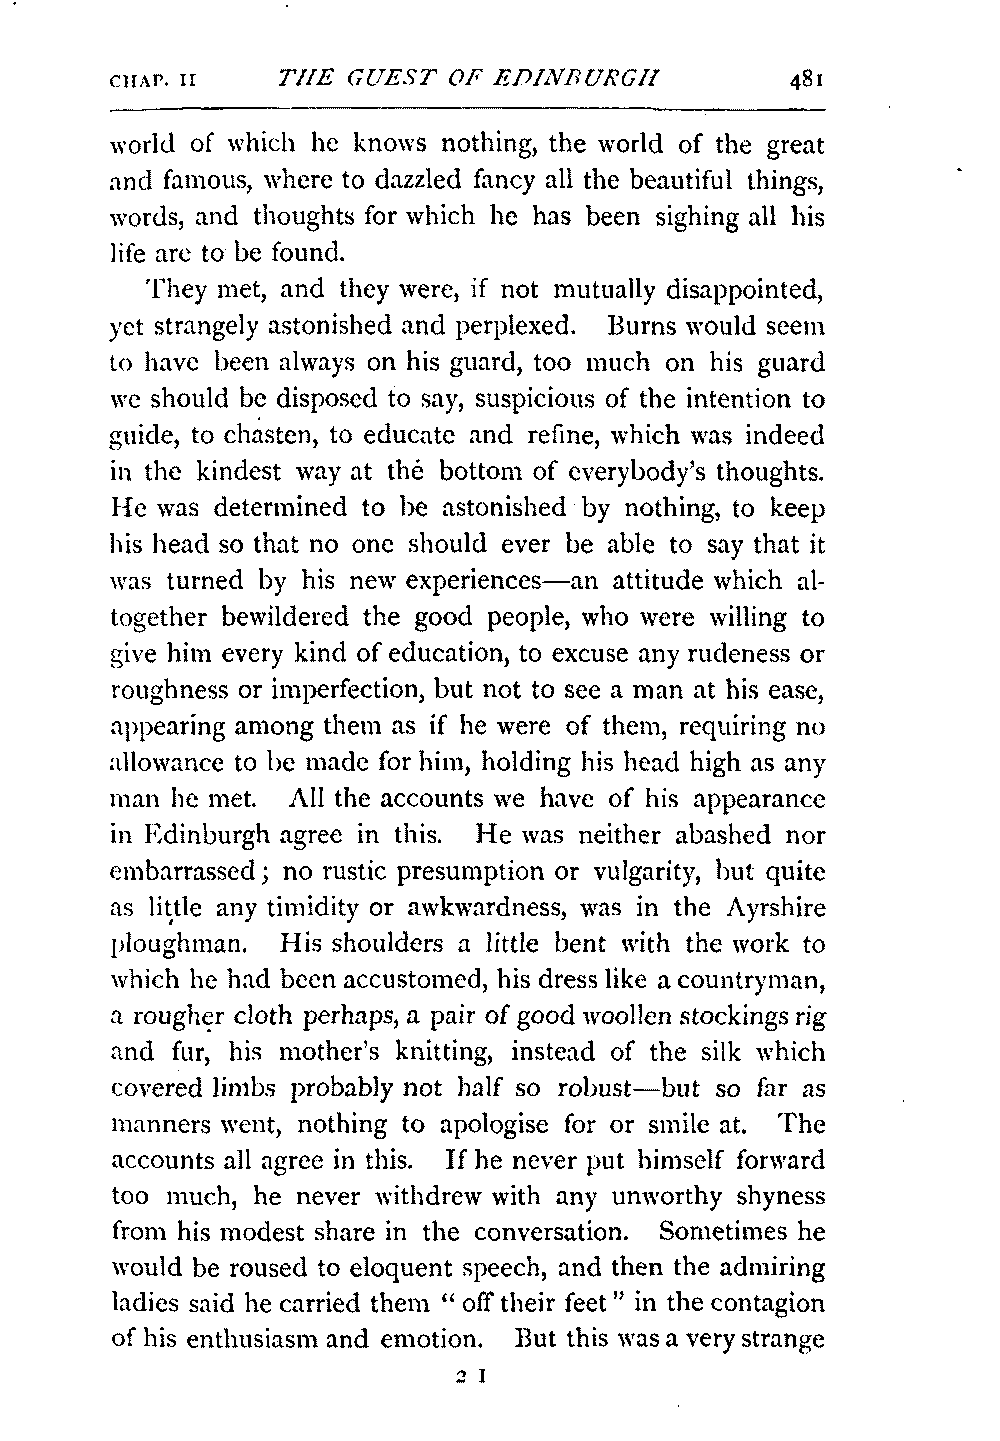 CHAP. II THE GUEST OF EDINBURGH 481
world of which he knows nothing, the world of the great
and famous, where to dazzled fancy all the beautiful things,
words, and thoughts for which he has been sighing all his
life are to be found.
They met, and they were, if not mutually disappointed,
yet strangely astonished and perplexed. Burns would seem
to have been always on his guard, too much on his guard
we should be disposed to say, suspicious of the intention to
guide, to chasten, to educate and refine, which was indeed
in the kindest way at the bottom of everybody's thoughts.
He was determined to be astonished by nothing, to keep
his head so that no one should ever be able to say that it
was turned by his new experiences—an attitude which al-
together bewildered the good people, who were willing to
give him every kind of education, to excuse any rudeness or
roughness or imperfection, but not to see a man at his ease,
appearing among them as if he were of them, requiring no
allowance to be made for him, holding his head high as any
man he met. All the accounts we have of his appearance
in Edinburgh agree in this. He was neither abashed nor
embarrassed; no rustic presumption or vulgarity, but quite
as little any timidity or awkwardness, was in the Ayrshire
ploughman. His shoulders a little bent with the work to
which he had been accustomed, his dress like a countryman,
a rougher cloth perhaps, a pair of good woollen stockings rig
and fur, his mother's knitting, instead of the silk which
covered limbs probably not half so robust—but so far as
manners went, nothing to apologise for or smile at. The
accounts all agree in this. If he never put himself forward
too much, he never withdrew with any unworthy shyness
from his modest share in the conversation. Sometimes he
would be roused to eloquent speech, and then the admiring
ladies said he carried them "off their feet" in the contagion
of his enthusiasm and emotion. But this was a very strange
2 I